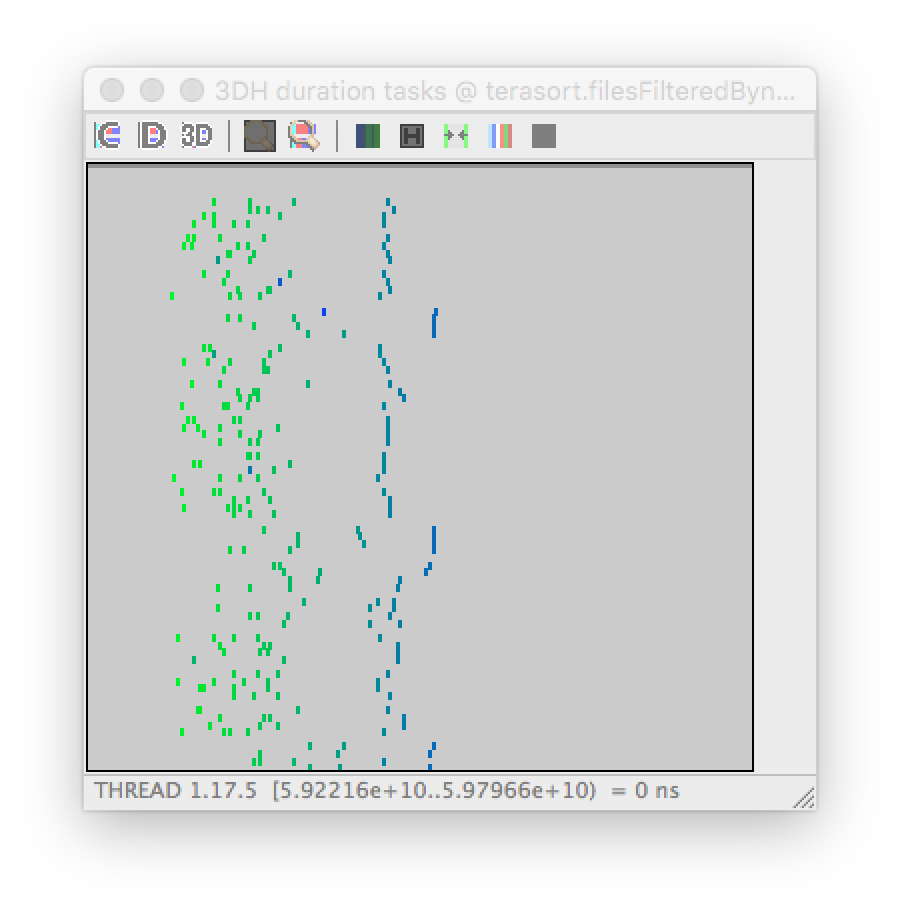 3DH duration tasks @ terasort.filesFilteredByn...
C D 3D H
THREAD 1.17.5 [5.92216e+10..5.97966e+10) = 0 ns